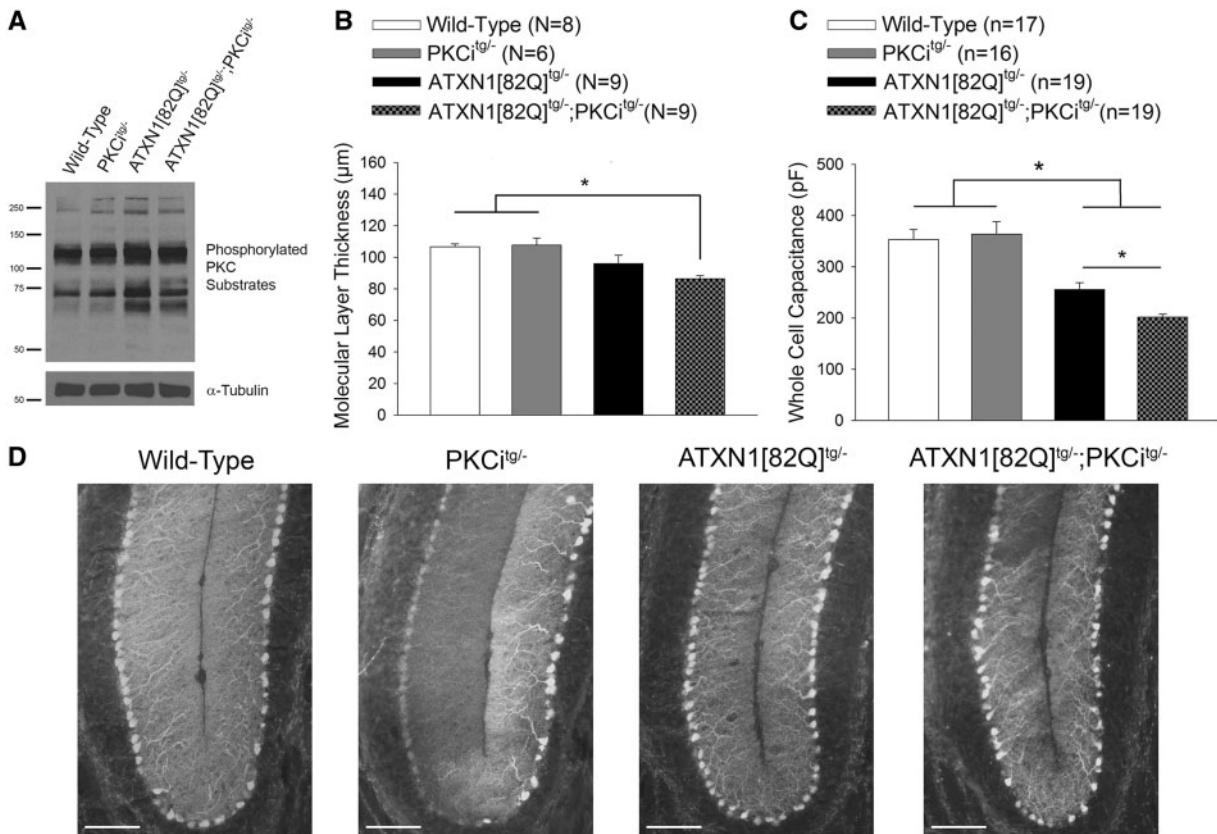 A
Wild-Type
PKCi^tg/-
ATXN1[82Q]^tg/-
ATXN1[82Q]^tg/-;PKCi^tg/-
250
150
100
75
50
Phosphorylated
PKC
Substrates
50
α-Tubulin
B
Wild-Type (N=8)
PKCi^tg/- (N=6)
ATXN1[82Q]^tg/- (N=9)
ATXN1[82Q]^tg/-;PKCi^tg/- (N=9)
Molecular Layer Thickness (µm)
160
140
120
100
80
60
40
20
0
*
C
Wild-Type (n=17)
PKCi^tg/- (n=16)
ATXN1[82Q]^tg/- (n=19)
ATXN1[82Q]^tg/-;PKCi^tg/- (n=19)
Whole Cell Capacitance (pF)
500
400
300
200
100
0
*
*
D
Wild-Type
PKCi^tg/-
ATXN1[82Q]^tg/-
ATXN1[82Q]^tg/-;PKCi^tg/-